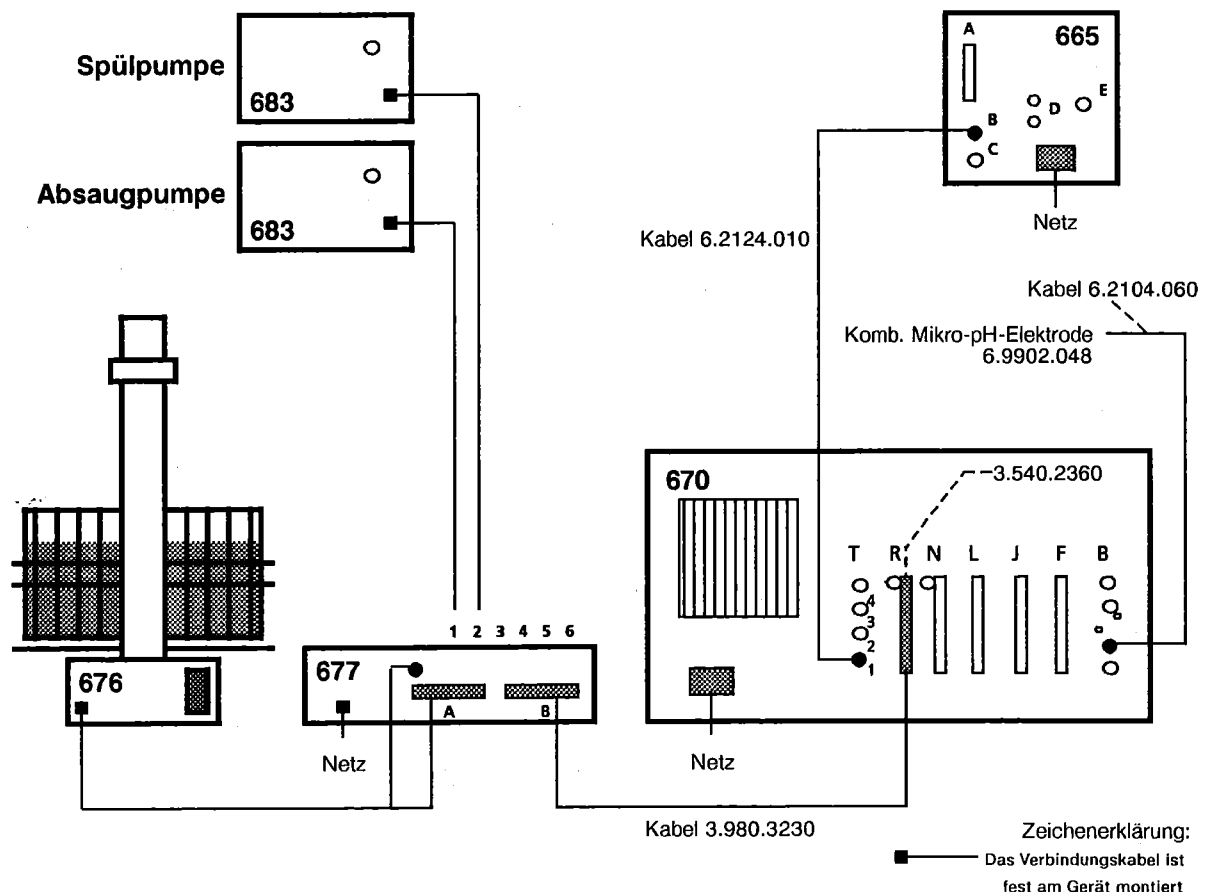 Spülpumpe
683
Absaugpumpe
683
A
665
B
C
D
E
Netz
Kabel 6.2124.010
Kabel 6.2104.060
Komb. Mikro-pH-Elektrode
6.9902.048
670
3.540.2360
T R N L J F B
4
3
2
1
Netz
1 2 3 4 5 6
676
677
A
B
Netz
Kabel 3.980.3230
Zeichenerklärung:
Das Verbindungskabel ist
fest am Gerät montiert